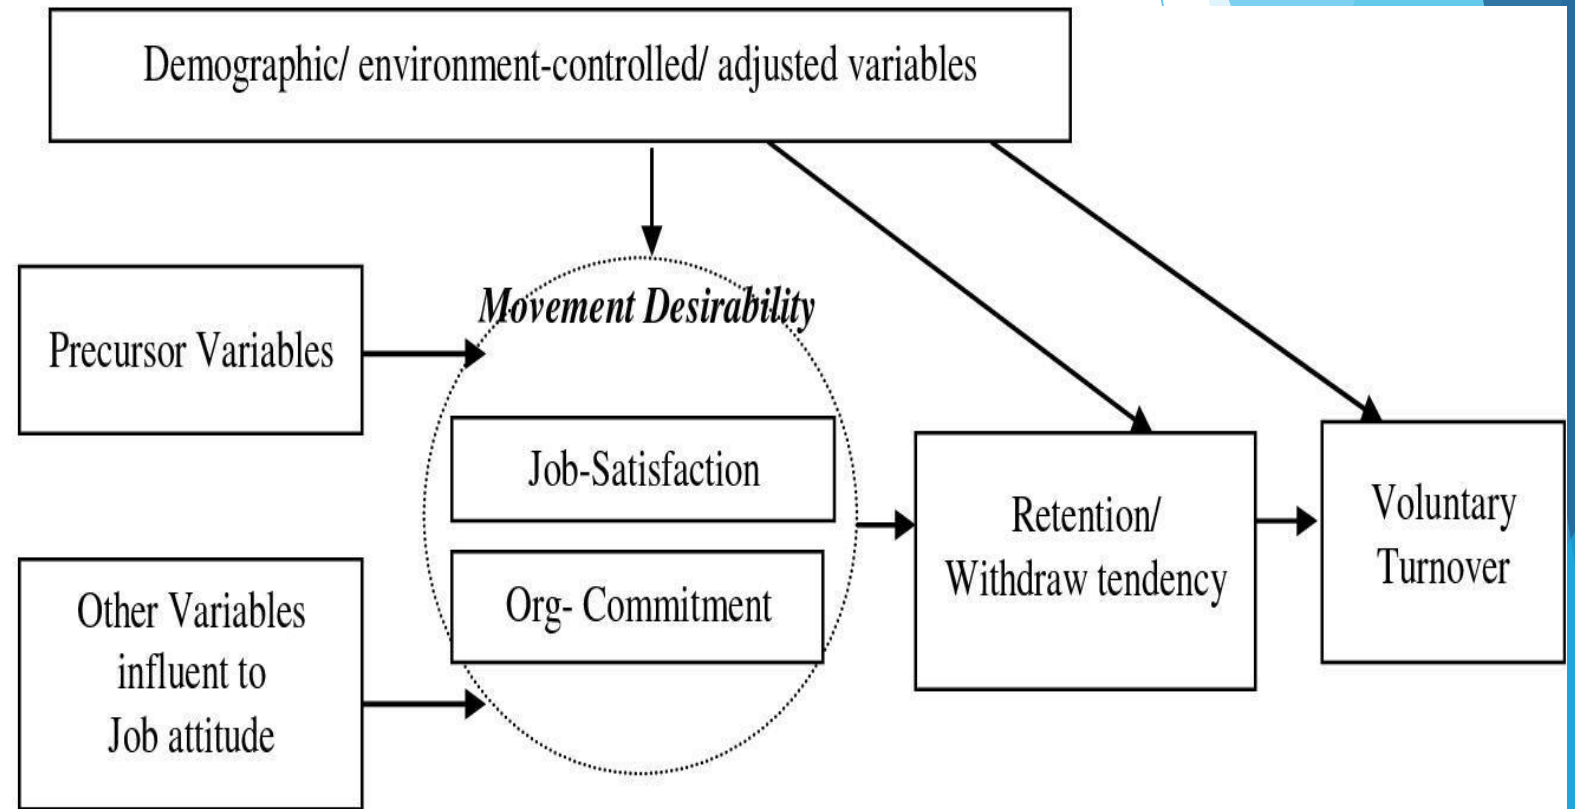 Demographic/ environment-controlled/ adjusted variables
Movement Desirability
Precursor Variables
Job-Satisfaction
Org- Commitment
Other Variables
influent to
Job attitude
Retention/
Withdraw tendency
Voluntary
Turnover